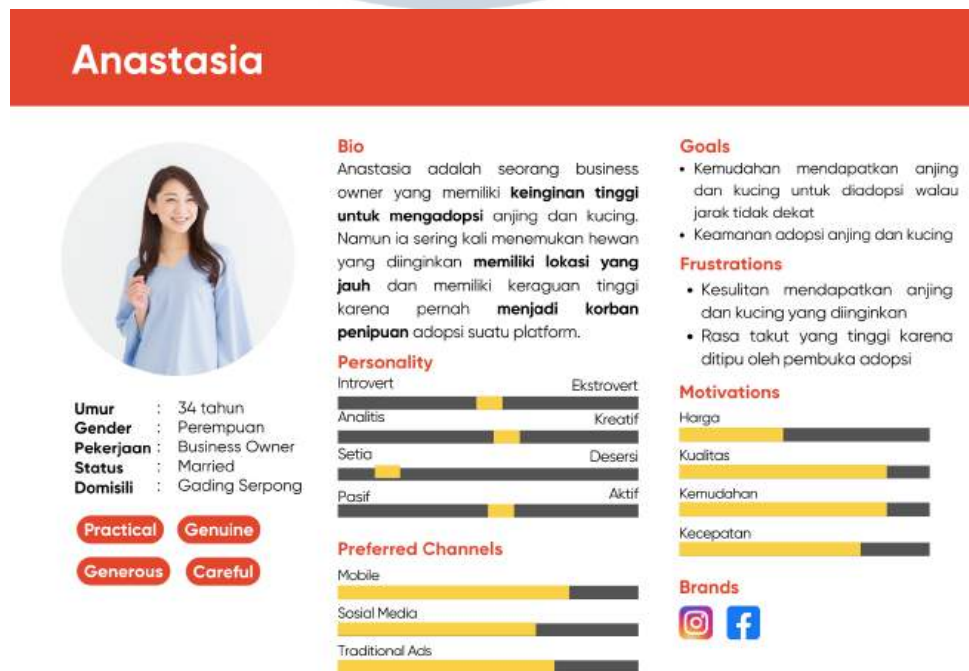 Anastasia
Umur : 34 tahun
Gender : Perempuan
Pekerjaan : Business Owner
Status : Married
Domisili : Gading Serpong
Practical Genuine
Generous Careful
Bio
Anastasia adalah seorang business
owner yang memiliki keinginan tinggi
untuk mengadopsi anjing dan kucing.
Namun ia sering kali menemukan hewan
yang diinginkan memiliki lokasi yang
jauh dan memiliki keraguan tinggi
karena pernah menjadi korban
penipuan adopsi suatu platform.
Personality
Introvert Ekstrovert
Analitis Kreatif
Setia Desersi
Pasif Aktif
Preferred Channels
Mobile
Sosial Media
Traditional Ads
Goals
• Kemudahan mendapatkan anjing
dan kucing untuk diadopsi walau
jarak tidak dekat
• Keamanan adopsi anjing dan kucing
Frustrations
• Kesulitan mendapatkan anjing
dan kucing yang diinginkan
• Rasa takut yang tinggi karena
ditipu oleh pembuka adopsi
Motivations
Harga
Kualitas
Kemudahan
Kecepatan
Brands